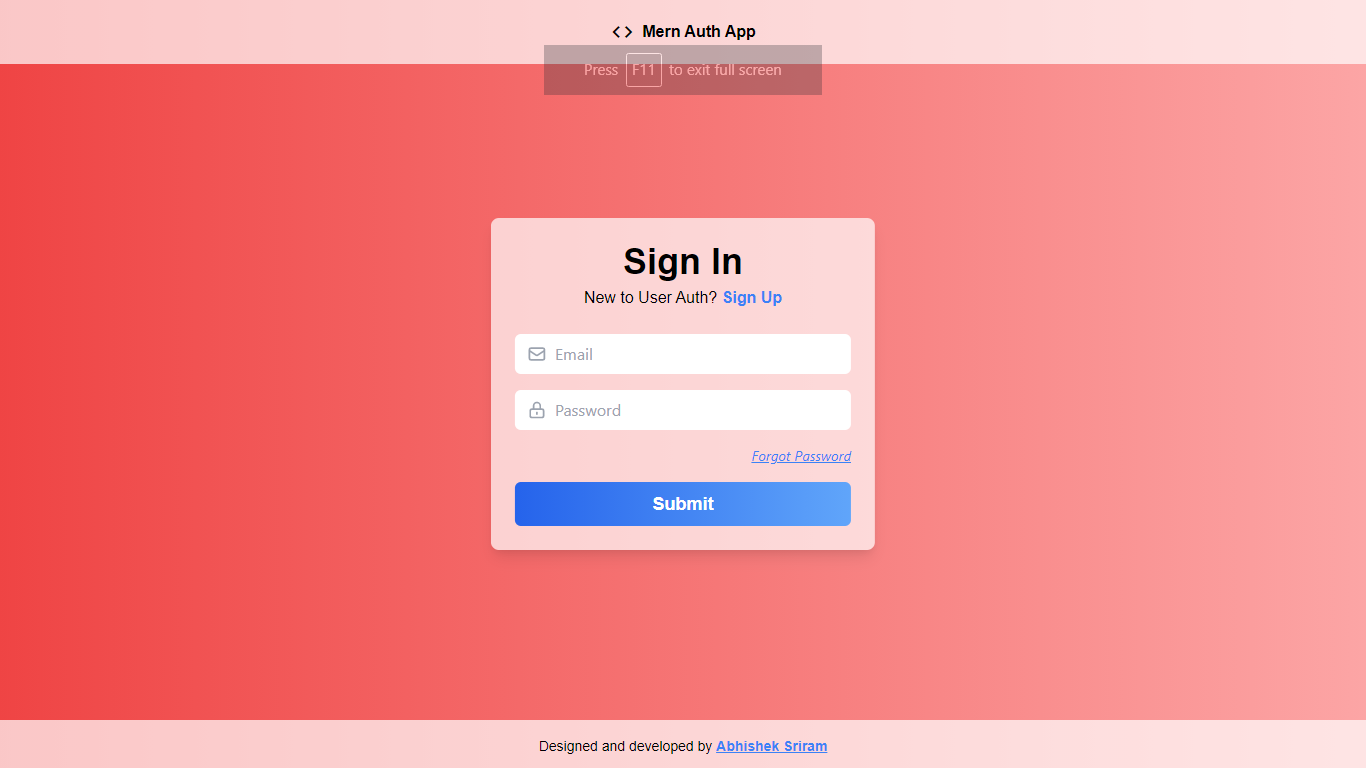 Mern Auth App
Press F11 to exit full screen
Sign In
New to User Auth? Sign Up
Email
Password
Forgot Password
Submit
Designed and developed by Abhishek Sriram